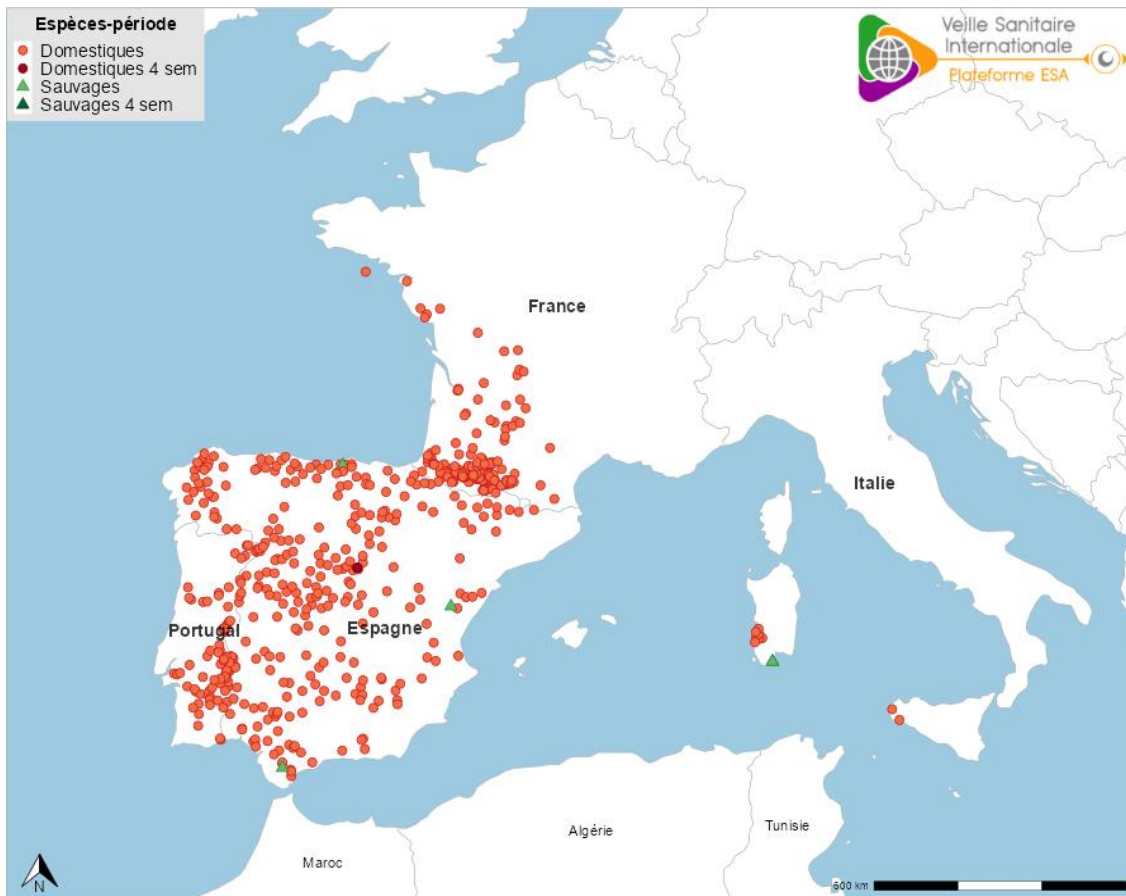 Espèces-période
Domestiques
Domestiques 4 sem
Sauvages
Sauvages 4 sem
Veille Sanitaire
Internationale
Plateforme ESA
France
Italie
Portugal
Espagne
Algérie
Tunisie
Maroc
N
600 km